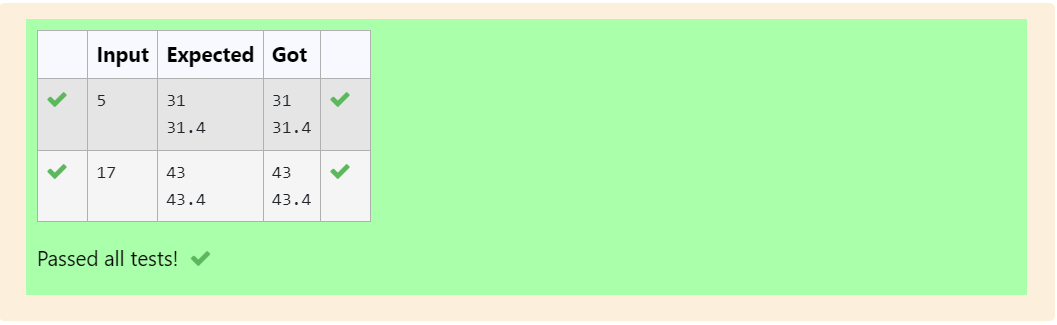 Input Expected Got
5 31 31
31.4 31.4
17 43 43
43.4 43.4
Passed all tests!